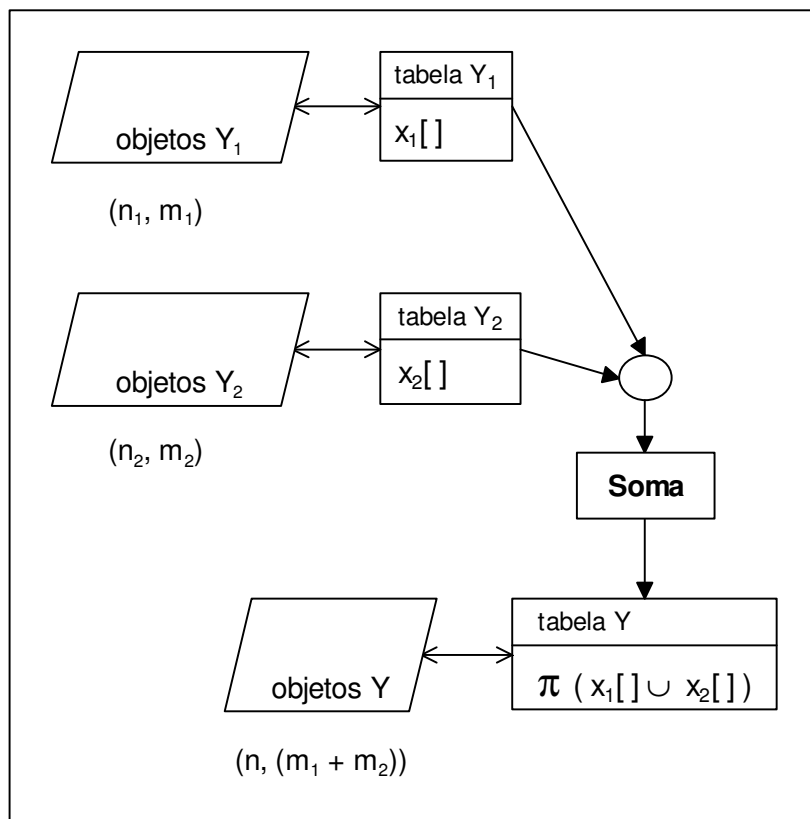 tabela Y₁
objetos Y₁
x₁[ ]
(n₁, m₁)
tabela Y₂
objetos Y₂
x₂[ ]
(n₂, m₂)
Soma
tabela Y
objetos Y
π ( x₁[ ] ∪ x₂[ ] )
(n, (m₁ + m₂))